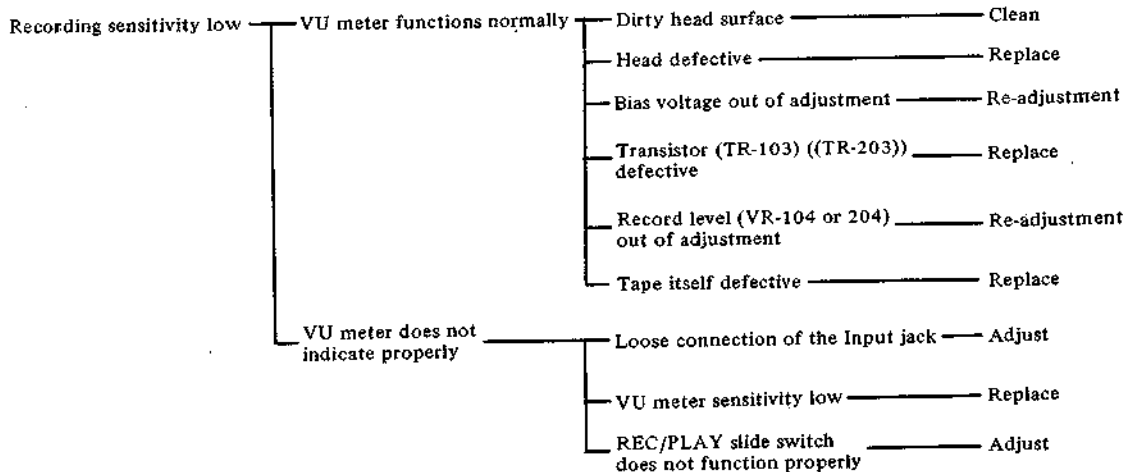 Recording sensitivity low
VU meter functions normally
Dirty head surface
Clean
Head defective
Replace
Bias voltage out of adjustment
Re-adjustment
Transistor (TR-103) ((TR-203))
defective
Replace
Record level (VR-104 or 204)
out of adjustment
Re-adjustment
Tape itself defective
Replace
VU meter does not
indicate properly
Loose connection of the Input jack
Adjust
VU meter sensitivity low
Replace
REC/PLAY slide switch
does not function properly
Adjust